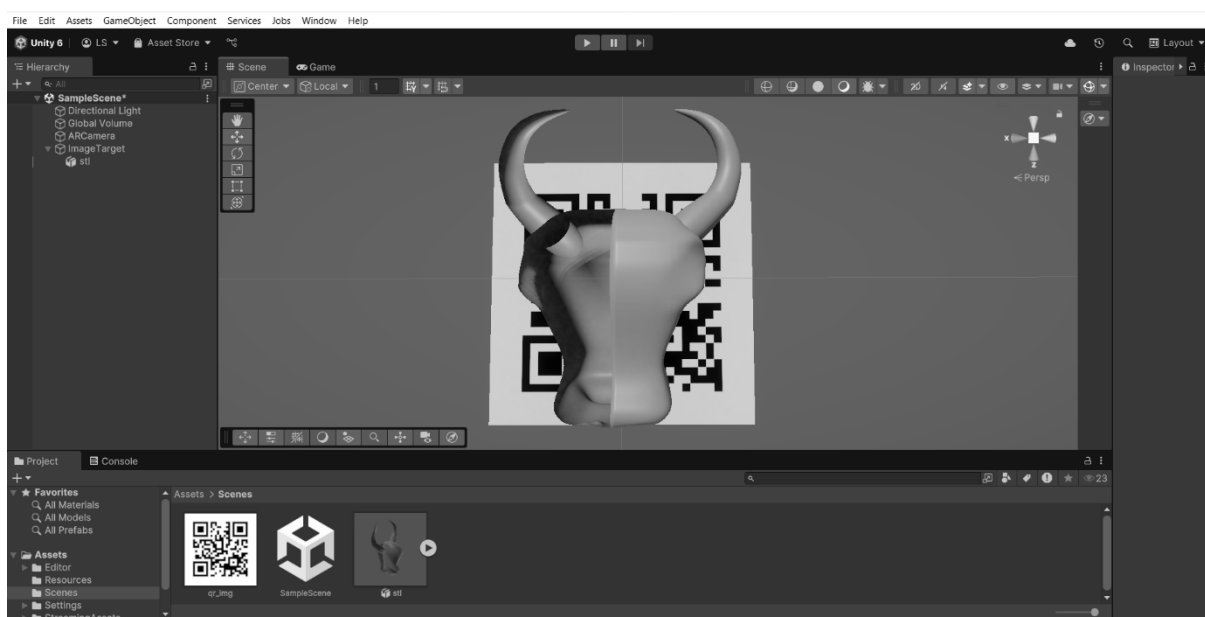 File Edit Assets GameObject Component Services Jobs Window Help
Unity 6 LS Asset Store Layout
Hierarchy
All
SampleScene*
Directional Light
Global Volume
ARCamera
ImageTarget
stl
Scene Game
Center Local 1
x
z
Persp
Inspector
Project Console
23
Favorites
All Materials
All Models
All Prefabs
Assets
Editor
Resources
Scenes
Settings
StreamingAssets
Assets > Scenes
qr_img SampleScene stl